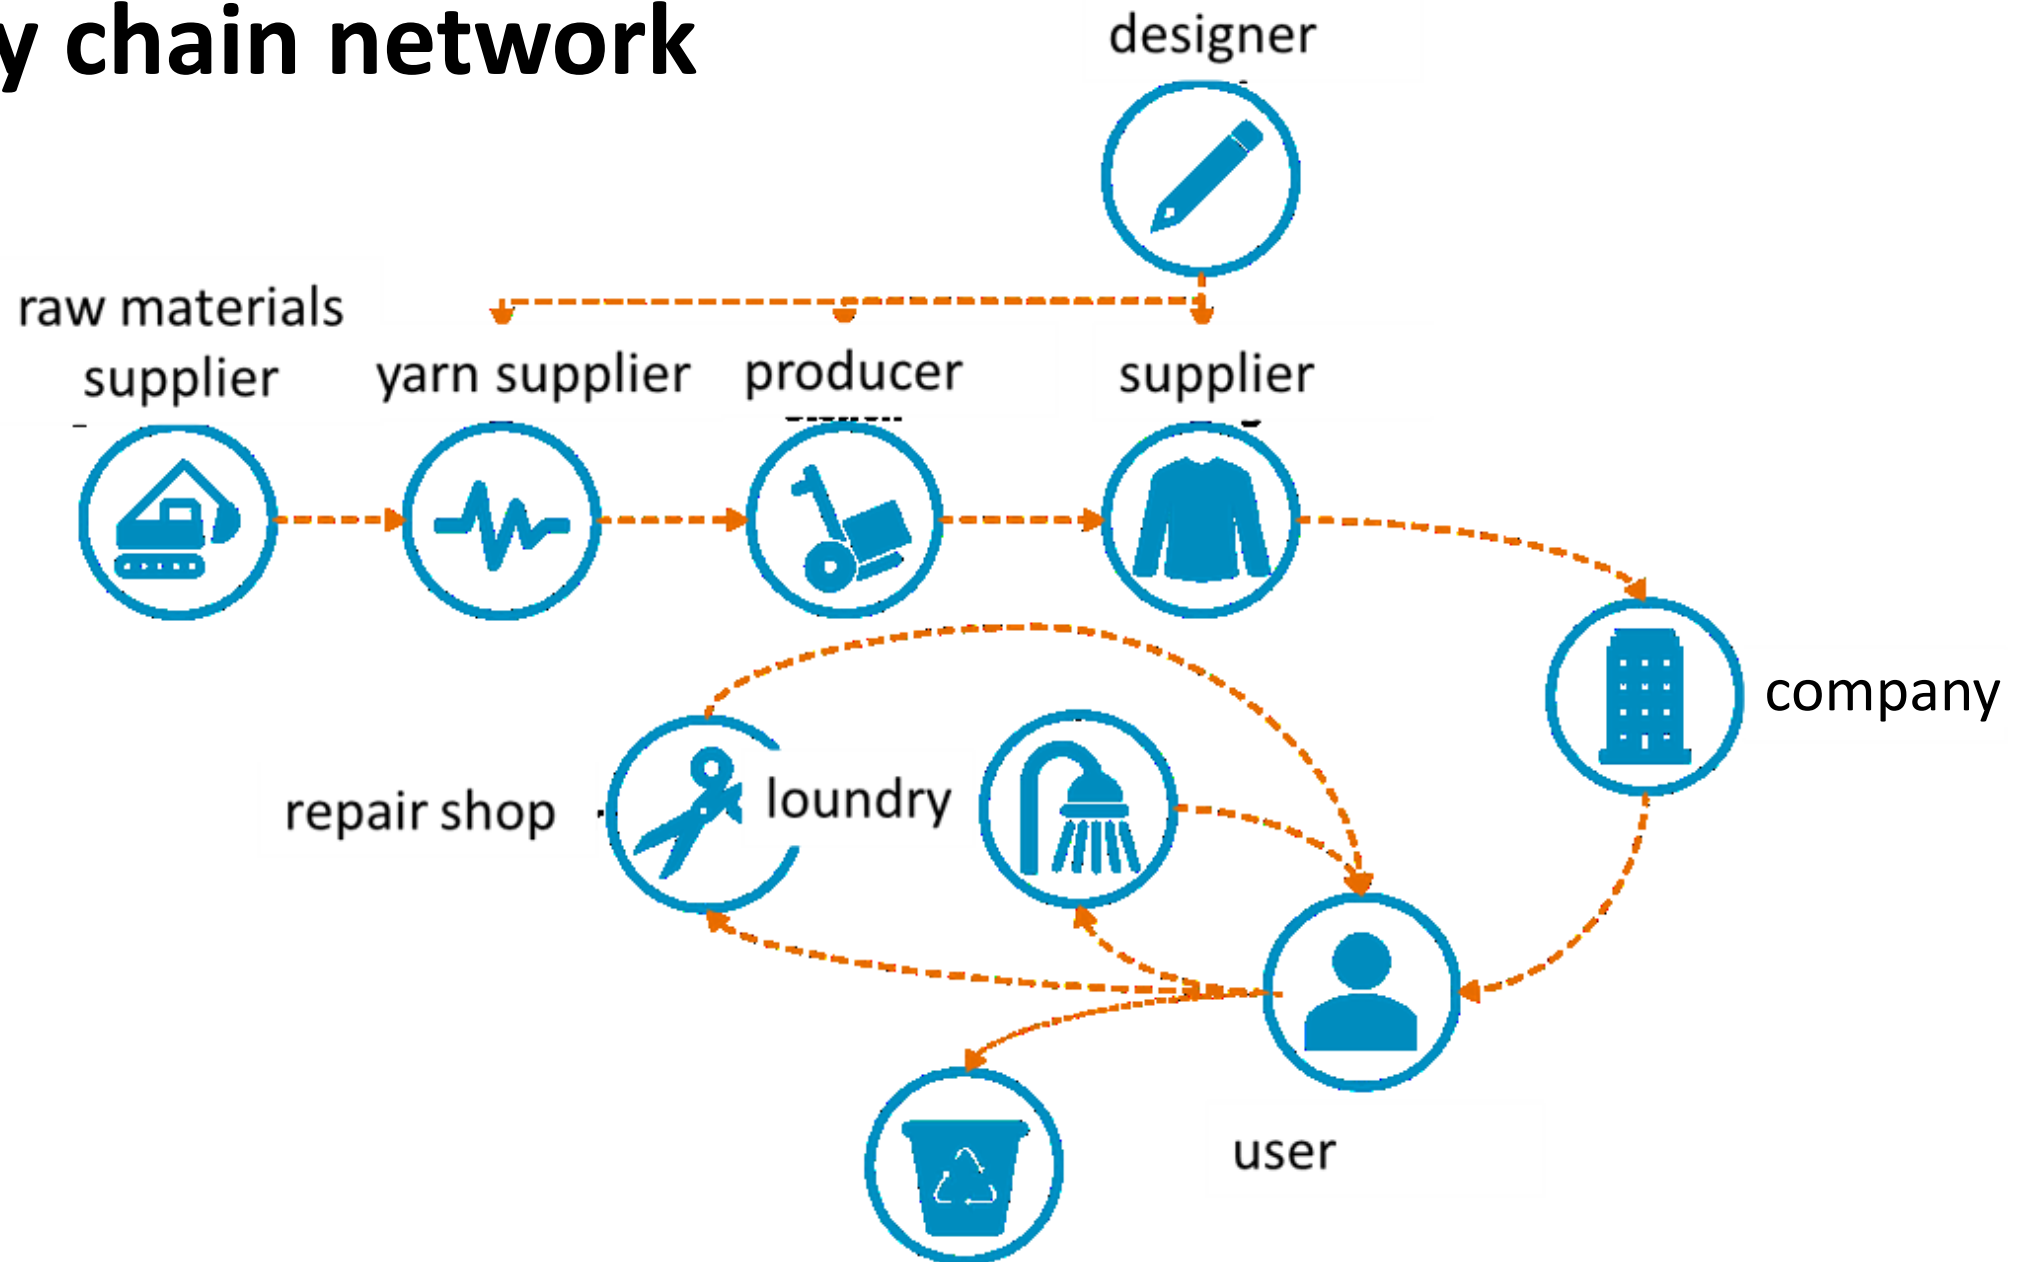 y chain network
designer
raw materials
supplier
yarn supplier
producer
supplier
company
repair shop
loundry
user